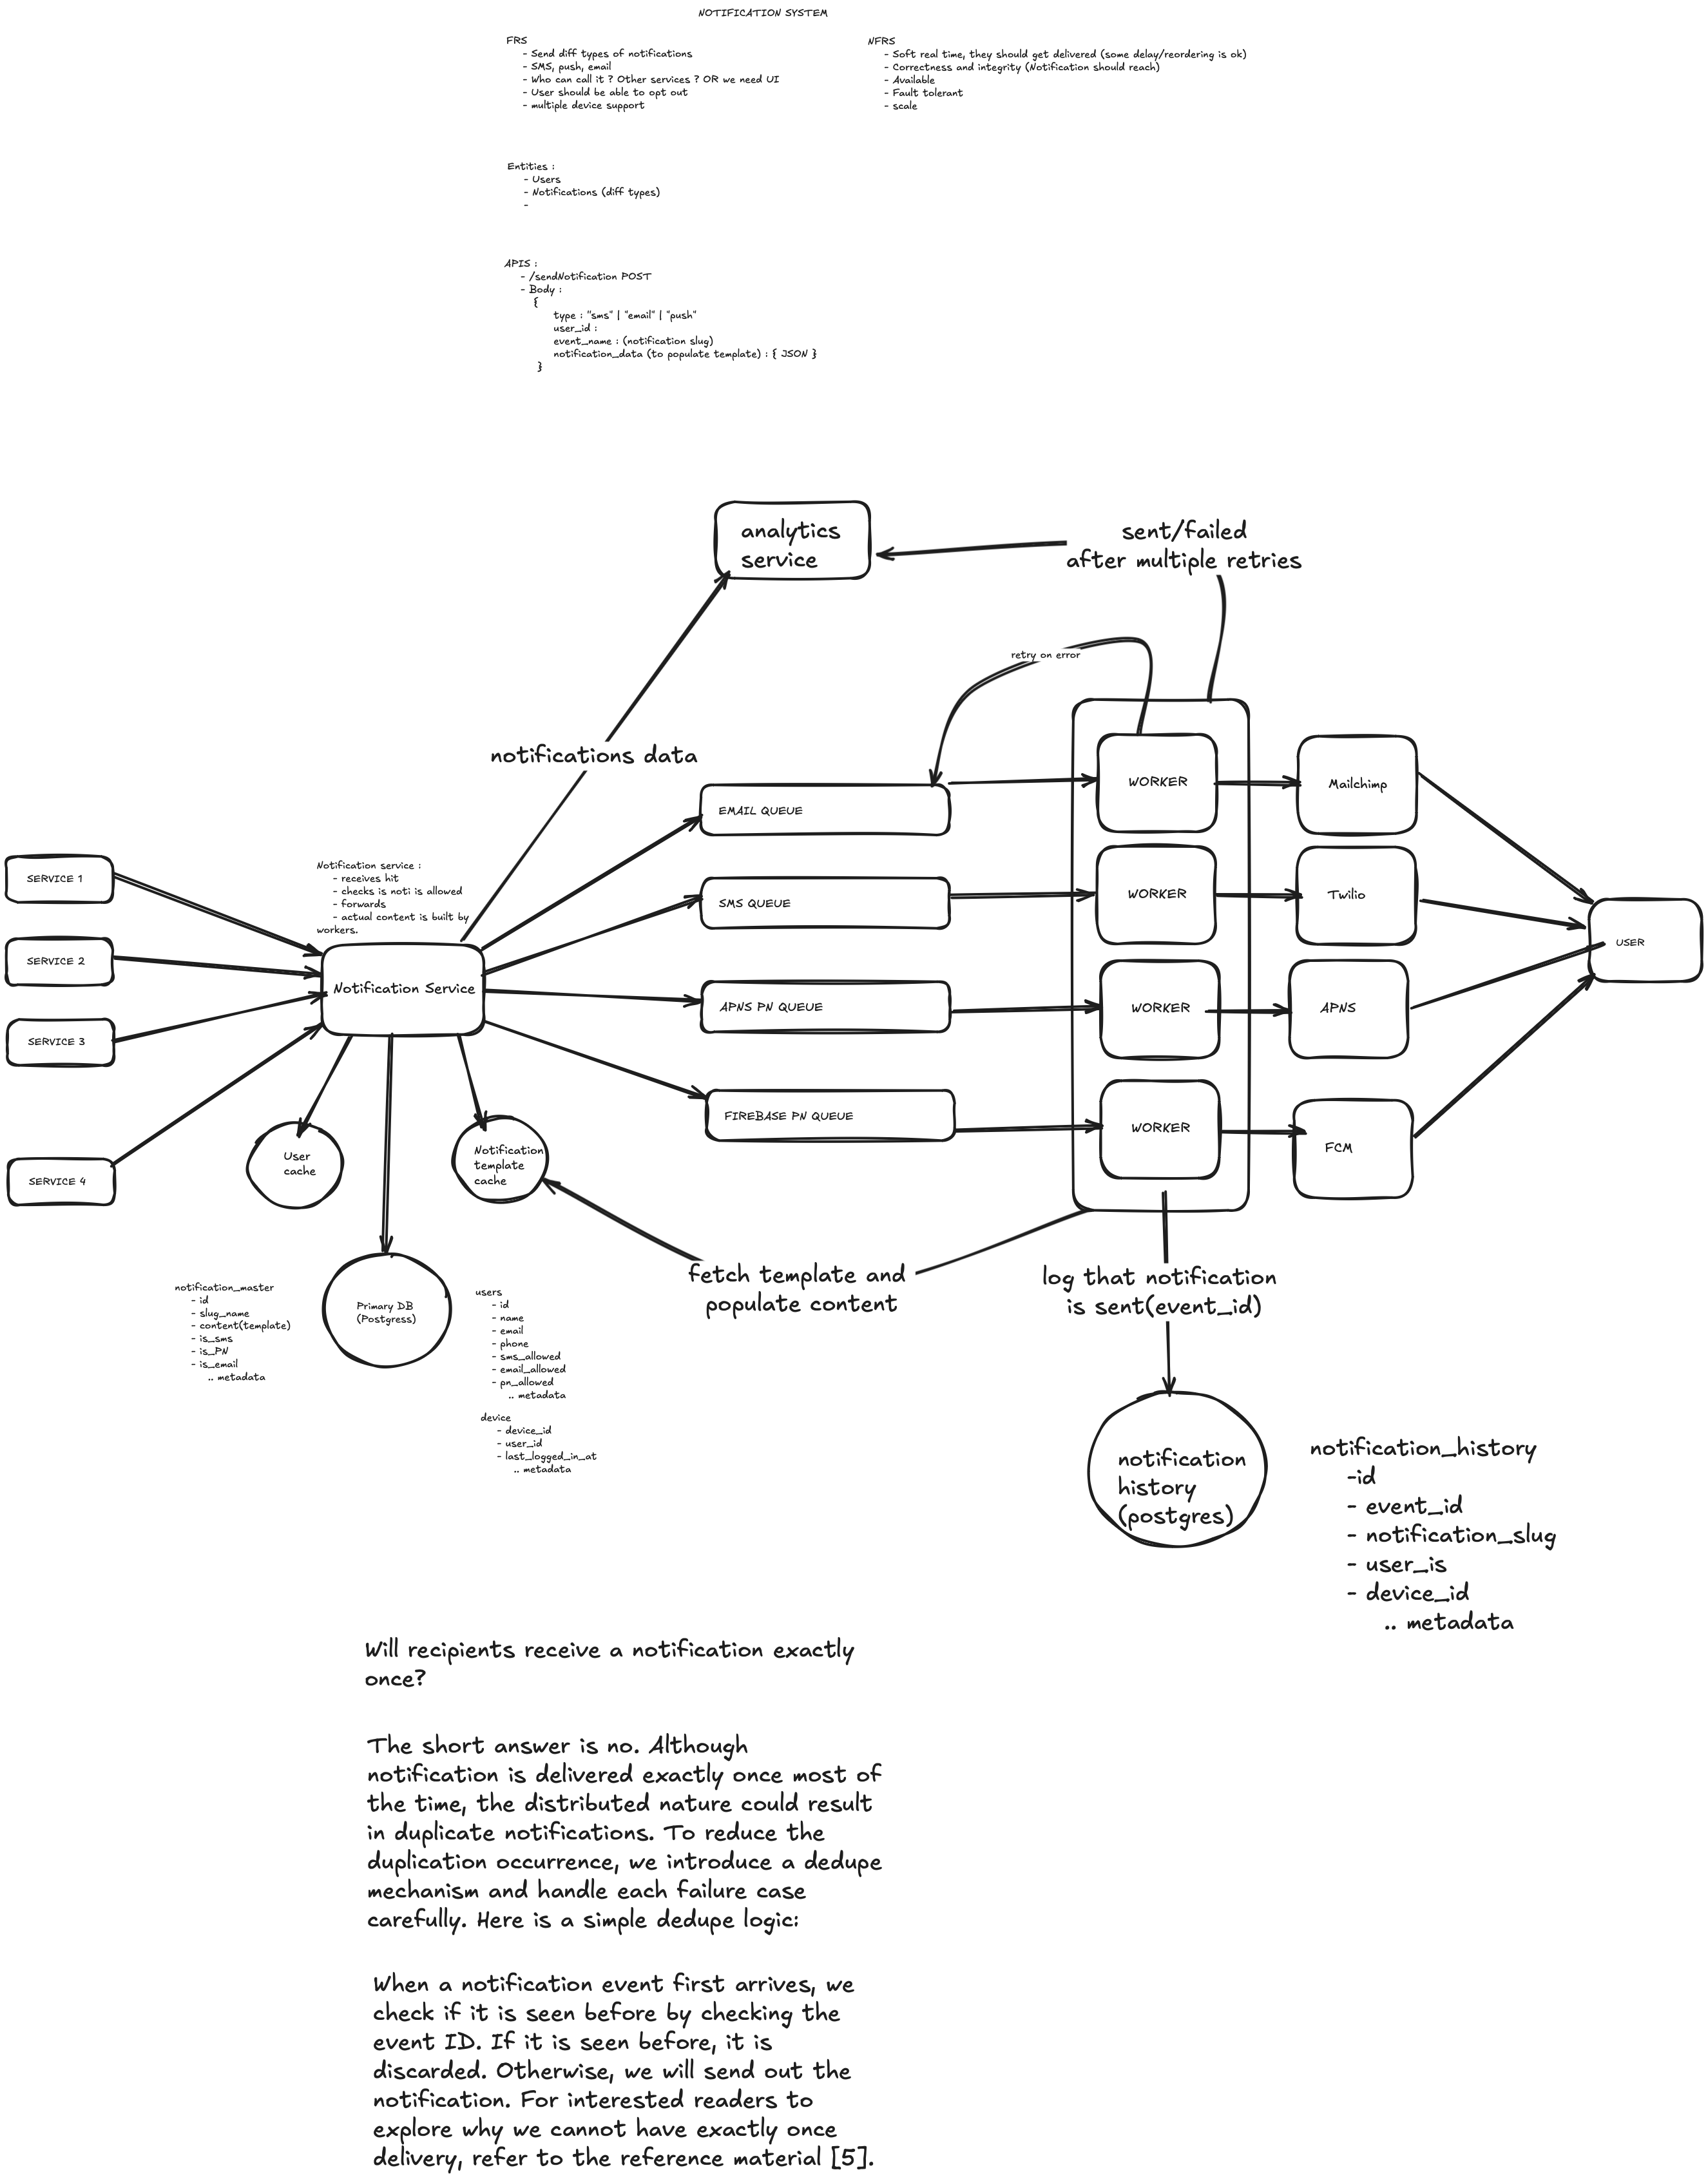 NOTIFICATION SYSTEM
FRS
- Send diff types of notifications
- SMS, push, email
- Who can call it ? Other services ? OR we need UI
- User should be able to opt out
- multiple device support
NFRS
- Soft real time, they should get delivered (some delay/reordering is ok)
- Correctness and integrity (Notification should reach)
- Available
- Fault tolerant
- scale
Entities :
- Users
- Notifications (diff types)
-
APIS :
- /sendNotification POST
- Body :
{
type : "sms" | "email" | "push"
user_id :
event_name : (notification slug)
notification_data (to populate template) : { JSON }
}
analytics
service
sent/failed
after multiple retries
retry on error
notifications data
EMAIL QUEUE
WORKER
Mailchimp
SERVICE 1
Notification service :
- receives hit
- checks is noti is allowed
- forwards
- actual content is built by
workers.
SMS QUEUE
WORKER
Twilio
USER
SERVICE 2
Notification Service
APNS PN QUEUE
WORKER
APNS
SERVICE 3
FIREBASE PN QUEUE
WORKER
FCM
SERVICE 4
User
cache
Notification
template
cache
fetch template and
populate content
log that notification
is sent(event_id)
notification_master
- id
- slug_name
- content(template)
- is_sms
- is_PN
- is_email
.. metadata
Primary DB
(Postgress)
users
- id
- name
- email
- phone
- sms_allowed
- email_allowed
- pn_allowed
.. metadata
device
- device_id
- user_id
- last_logged_in_at
.. metadata
notification
history
(postgres)
notification_history
-id
- event_id
- notification_slug
- user_is
- device_id
.. metadata
Will recipients receive a notification exactly
once?
The short answer is no. Although
notification is delivered exactly once most of
the time, the distributed nature could result
in duplicate notifications. To reduce the
duplication occurrence, we introduce a dedupe
mechanism and handle each failure case
carefully. Here is a simple dedupe logic:
When a notification event first arrives, we
check if it is seen before by checking the
event ID. If it is seen before, it is
discarded. Otherwise, we will send out the
notification. For interested readers to
explore why we cannot have exactly once
delivery, refer to the reference material [5].